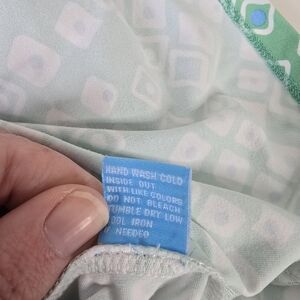 HAND WASH COLD
INSIDE OUT
WITH LIKE COLORS
DO NOT BLEACH
TUMBLE DRY LOW
COOL IRON
NEEDED